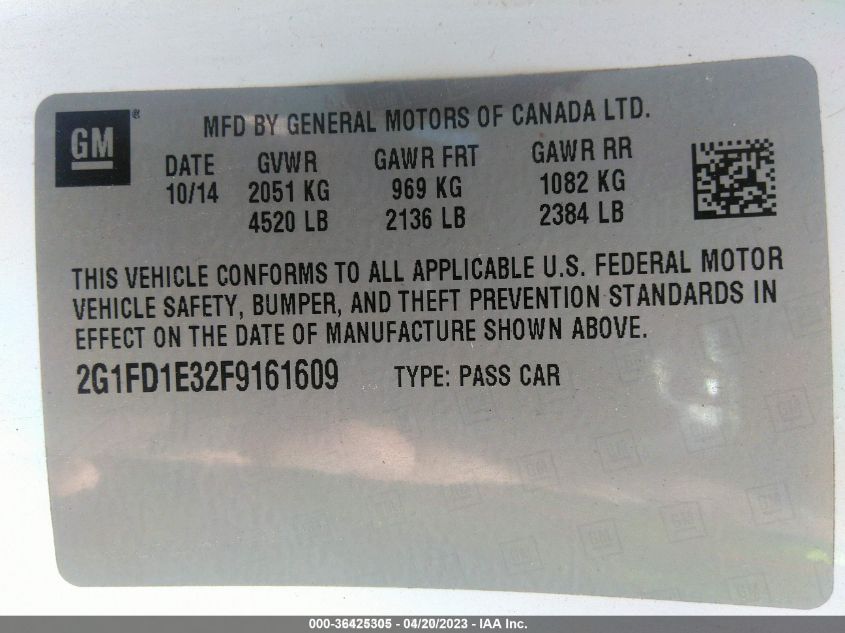 GM®
MFD BY GENERAL MOTORS OF CANADA LTD.
DATE GVWR GAWR FRT GAWR RR
10/14 2051 KG 969 KG 1082 KG
4520 LB 2136 LB 2384 LB
THIS VEHICLE CONFORMS TO ALL APPLICABLE U.S. FEDERAL MOTOR
VEHICLE SAFETY, BUMPER, AND THEFT PREVENTION STANDARDS IN
EFFECT ON THE DATE OF MANUFACTURE SHOWN ABOVE.
2G1FD1E32F9161609 TYPE: PASS CAR
000-36425305 - 04/20/2023 - IAA Inc.